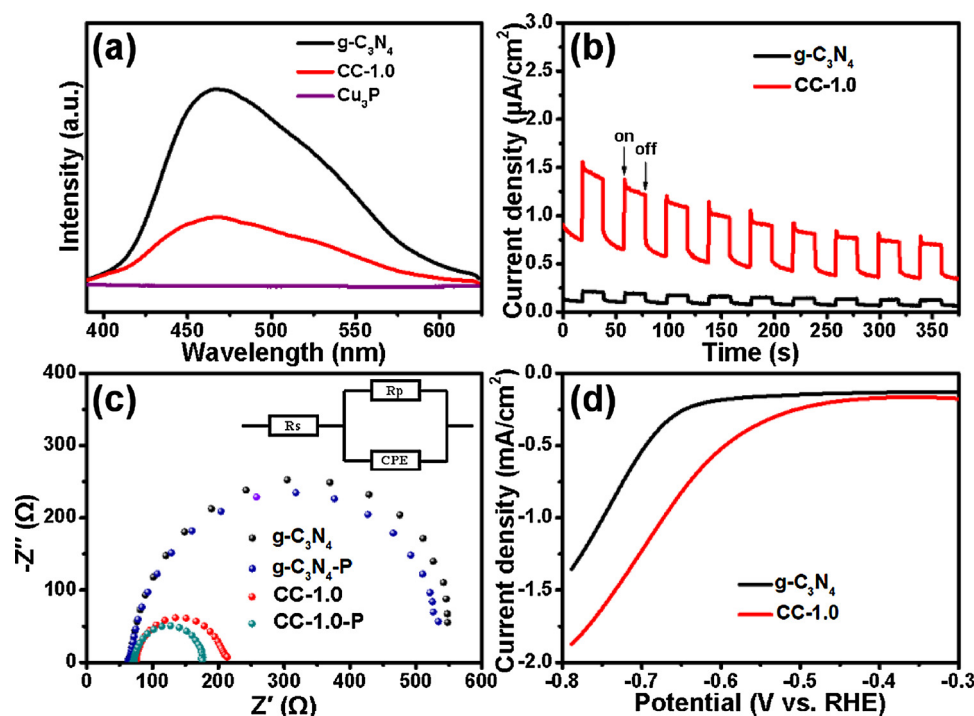 (a)
g-C₃N₄
CC-1.0
Cu₃P
Intensity (a.u.)
400 450 500 550 600
Wavelength (nm)
(b)
g-C₃N₄
CC-1.0
on
off
Current density (μA/cm²)
3.0
2.5
2.0
1.5
1.0
0.5
0.0
0 50 100 150 200 250 300 350
Time (s)
(c)
Rs
Rp
CPE
g-C₃N₄
g-C₃N₄-P
CC-1.0
CC-1.0-P
-Z″ (Ω)
400
300
200
100
0
0 100 200 300 400 500 600
Z′ (Ω)
(d)
g-C₃N₄
CC-1.0
Current density (mA/cm²)
0.0
-0.5
-1.0
-1.5
-2.0
-0.8 -0.7 -0.6 -0.5 -0.4 -0.3
Potential (V vs. RHE)